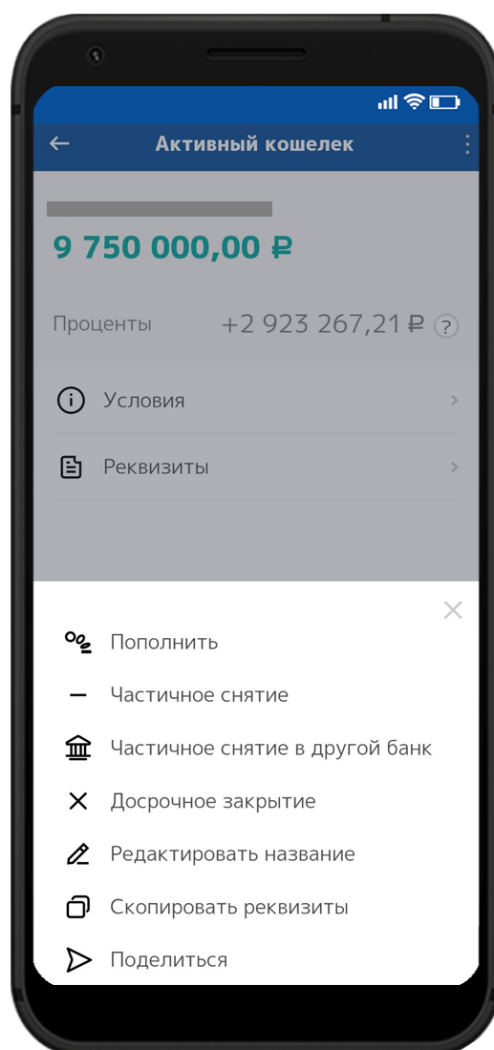 Активный кошелек
9 750 000,00 ₽
Проценты +2 923 267,21 ₽ ?
Условия
Реквизиты
Пополнить
Частичное снятие
Частичное снятие в другой банк
Досрочное закрытие
Редактировать название
Скопировать реквизиты
Поделиться